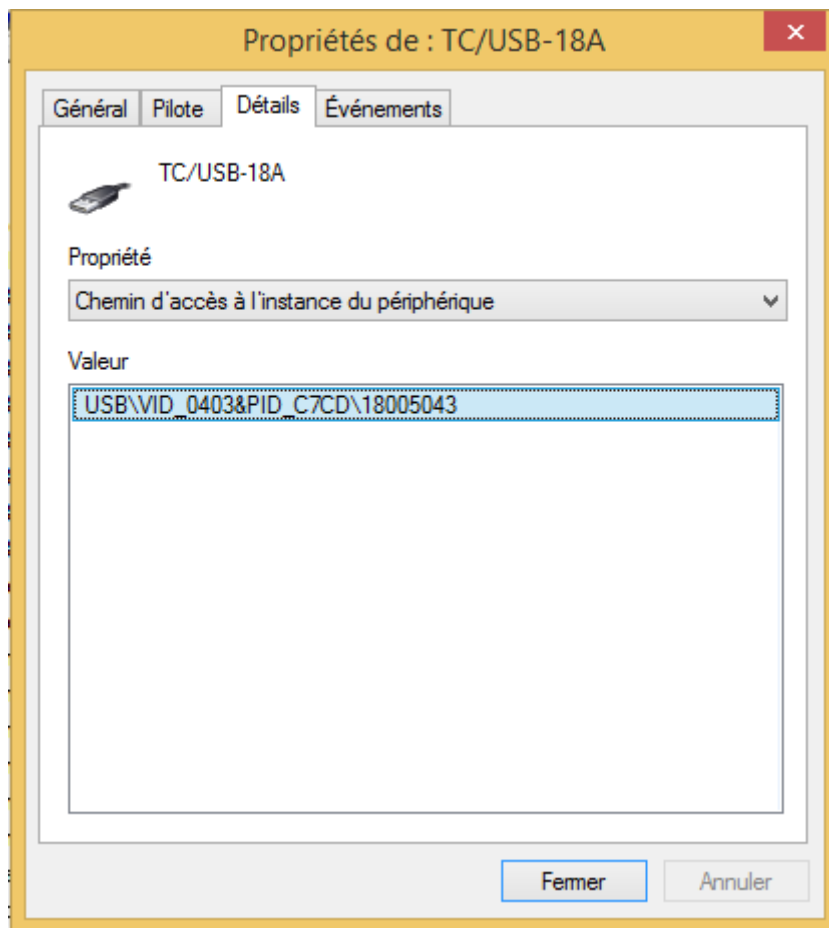 Propriétés de : TC/USB-18A
Général Pilote Détails Événements
TC/USB-18A
Propriété
Chemin d'accès à l'instance du périphérique
Valeur
USB\VID_0403&PID_C7CD\18005043
Fermer Annuler